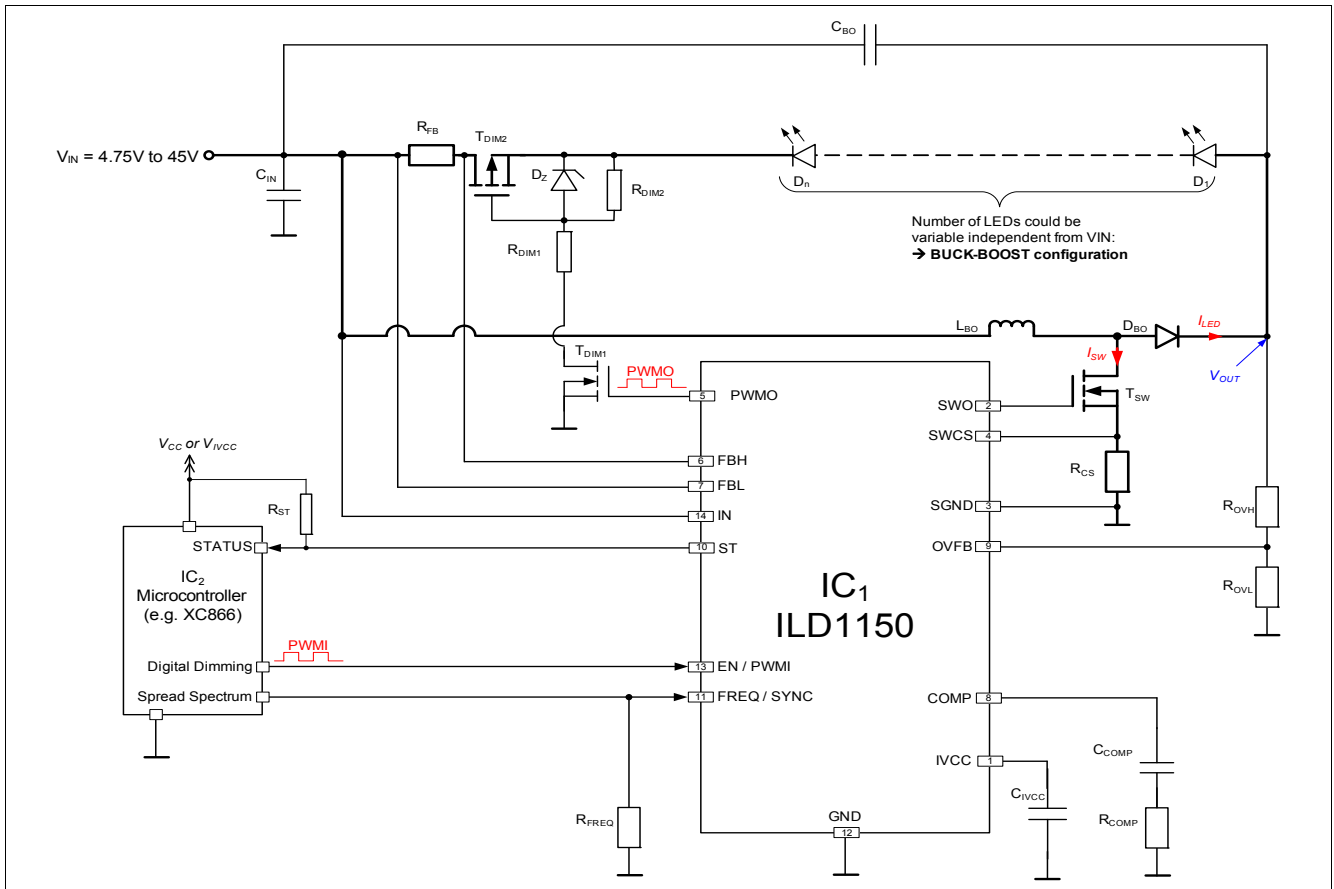 C_BO
R_FB
T_DIM2
V_IN = 4.75V to 45V
C_IN
D_Z
R_DIM2
D_n
D_1
R_DIM1
Number of LEDs could be
variable independent from VIN:
→ BUCK-BOOST configuration
L_BO
D_BO
I_LED
I_SW
V_OUT
T_DIM1
PWMO
5
PWMO
SWO
2
T_SW
SWCS
4
V_CC or V_IVCC
6
FBH
R_CS
7
FBL
R_ST
14
IN
SGND
3
R_OVH
STATUS
10
ST
OVFB
9
IC_2
Microcontroller
(e.g. XC866)
IC_1
ILD1150
R_OVL
PWMI
Digital Dimming
13
EN / PWMI
Spread Spectrum
11
FREQ / SYNC
COMP
8
C_COMP
IVCC
1
C_IVCC
R_FREQ
GND
12
R_COMP